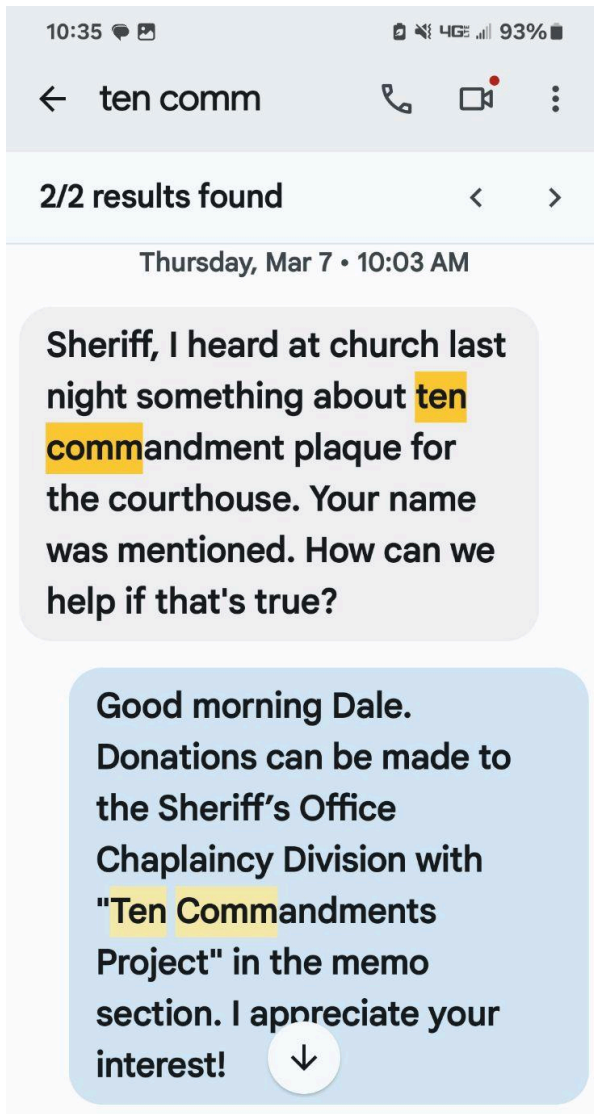 10:35 4GE 93%
ten comm
2/2 results found
Thursday, Mar 7 • 10:03 AM
Sheriff, I heard at church last
night something about ten
commandment plaque for
the courthouse. Your name
was mentioned. How can we
help if that's true?
Good morning Dale.
Donations can be made to
the Sheriff’s Office
Chaplaincy Division with
"Ten Commandments
Project" in the memo
section. I appreciate your
interest!